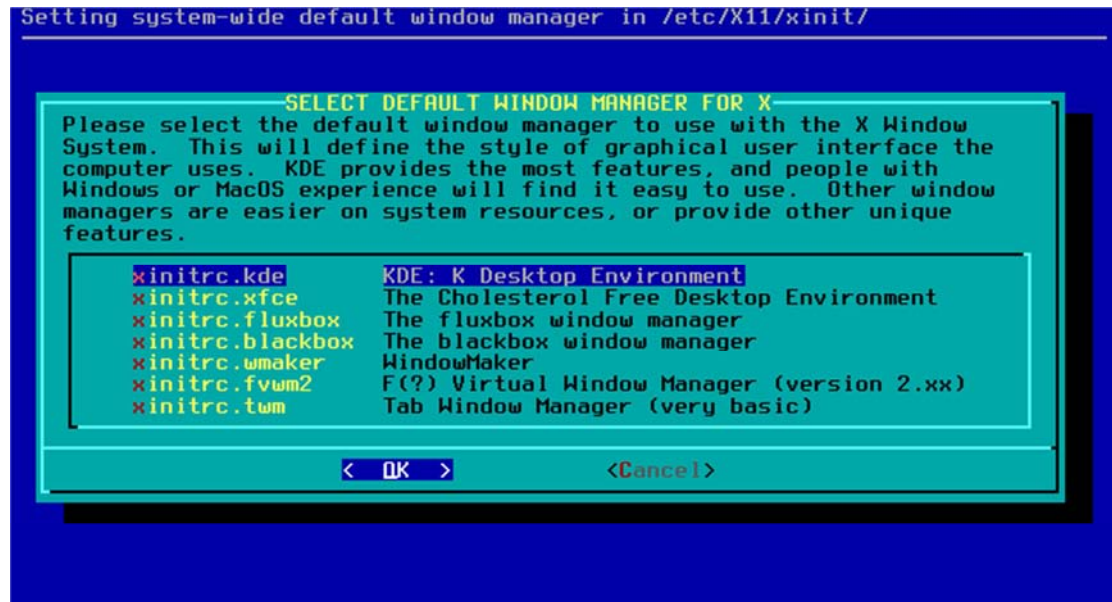 Setting system-wide default window manager in /etc/X11/xinit/
SELECT DEFAULT WINDOW MANAGER FOR X
Please select the default window manager to use with the X Window
System.  This will define the style of graphical user interface the
computer uses.  KDE provides the most features, and people with
Windows or MacOS experience will find it easy to use.  Other window
managers are easier on system resources, or provide other unique
features.
xinitrc.kde KDE: K Desktop Environment
xinitrc.xfce The Cholesterol Free Desktop Environment
xinitrc.fluxbox The fluxbox window manager
xinitrc.blackbox The blackbox window manager
xinitrc.wmaker WindowMaker
xinitrc.fvwm2 F(?) Virtual Window Manager (version 2.xx)
xinitrc.twm Tab Window Manager (very basic)
<  OK  > <Cancel>